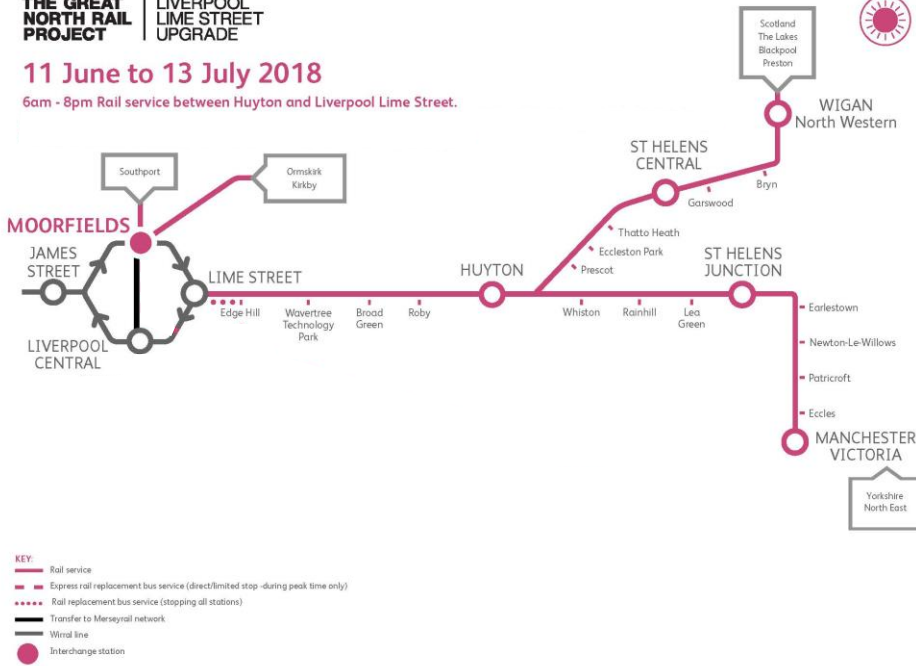 THE GREAT
NORTH RAIL
PROJECT
LIVERPOOL
LIME STREET
UPGRADE
11 June to 13 July 2018
6am - 8pm Rail service between Huyton and Liverpool Lime Street.
Scotland
The Lakes
Blackpool
Preston
WIGAN
North Western
ST HELENS
CENTRAL
Bryn
Garswood
Southport
Ormskirk
Kirkby
MOORFIELDS
JAMES
STREET
LIME STREET
LIVERPOOL
CENTRAL
Edge Hill
Wavertree
Technology
Park
Broad
Green
Roby
HUYTON
Thatto Heath
Eccleston Park
Prescot
ST HELENS
JUNCTION
Whiston
Rainhill
Lea
Green
Earlestown
Newton-Le-Willows
Patricroft
Eccles
MANCHESTER
VICTORIA
Yorkshire
North East
KEY:
Rail service
Express rail replacement bus service (direct/limited stop -during peak time only)
Rail replacement bus service (stopping all stations)
Transfer to Merseyrail network
Wirral line
Interchange station